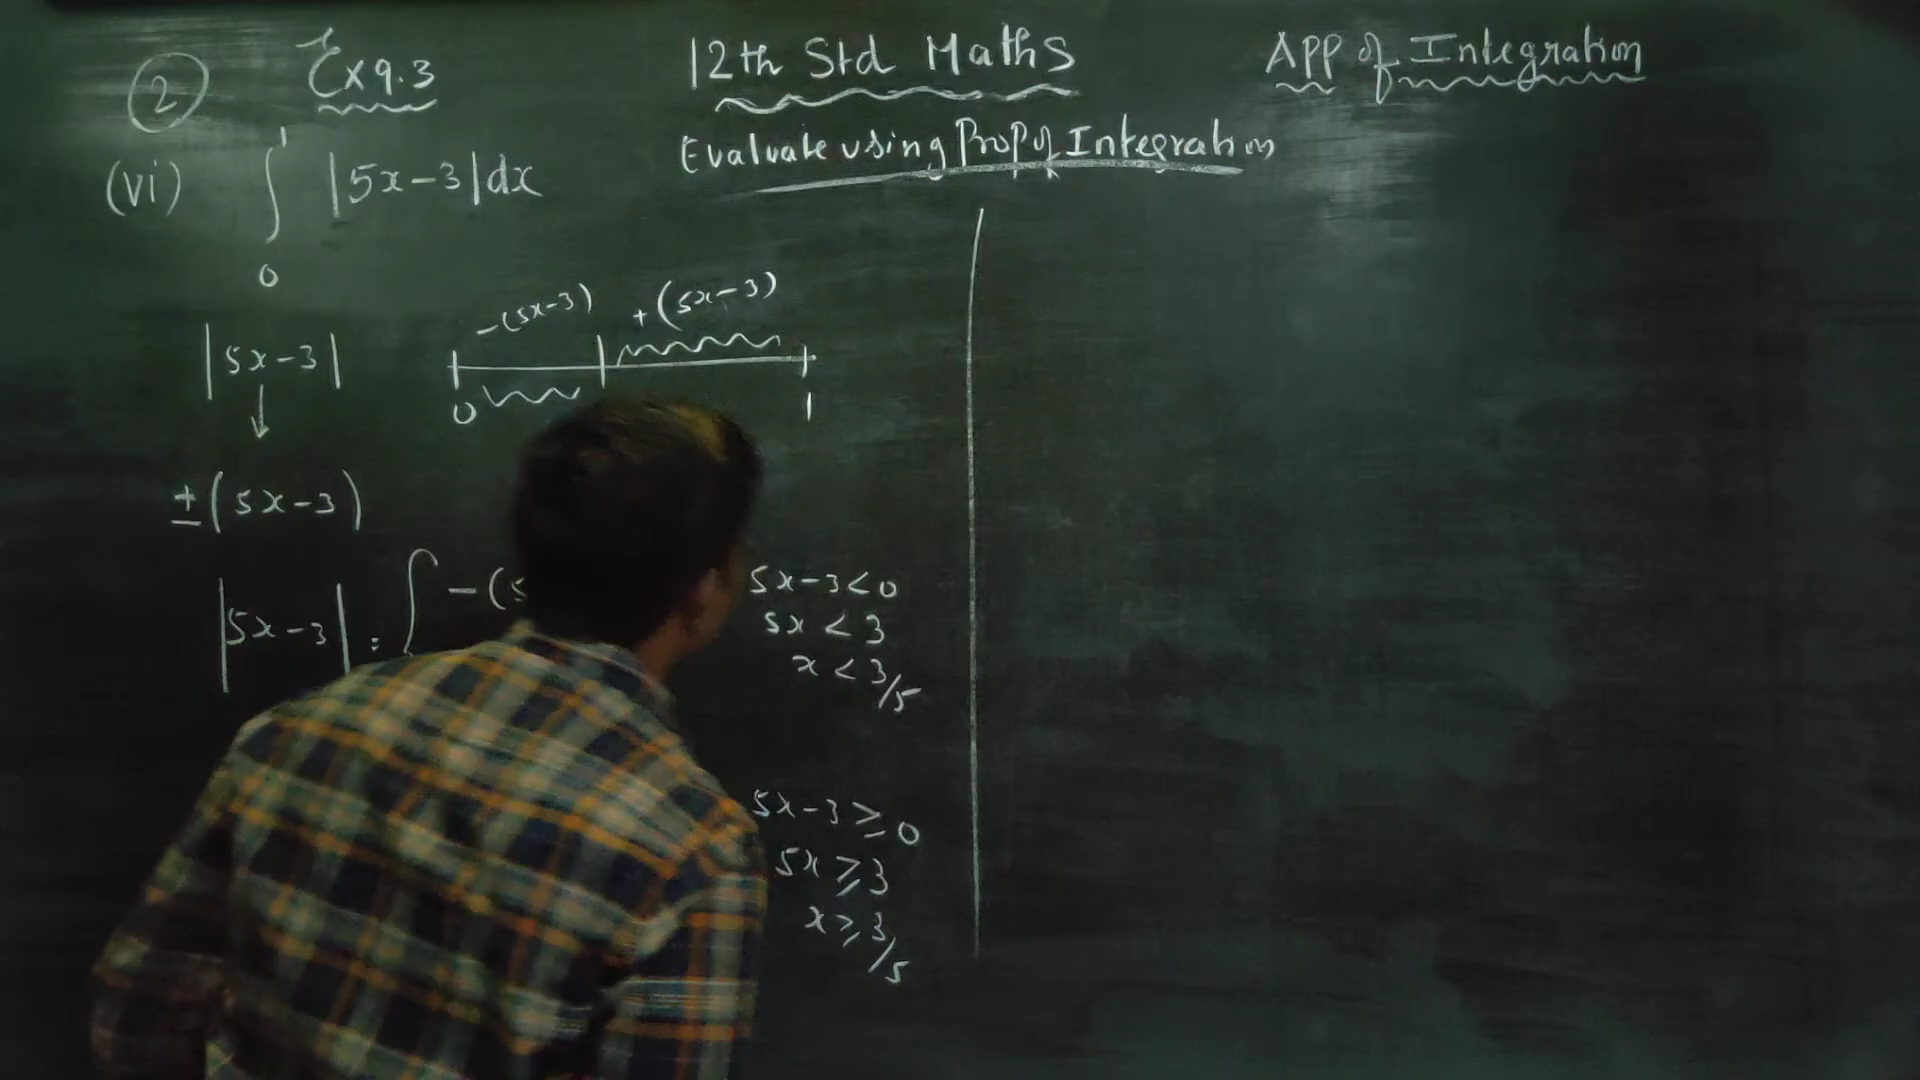 ② Ex 9.3
12th Std Maths
APP of Integration
Evaluate using Prop of Integration
(vi) ∫₀¹ |5x-3|dx
-(5x-3) +(5x-3)
0 1
|5x-3|
↓
±(5x-3)
|5x-3| : { -(5
5x-3<0
5x < 3
x < 3/5
5x-3 ≥ 0
5x ≥ 3
x ≥ 3/5